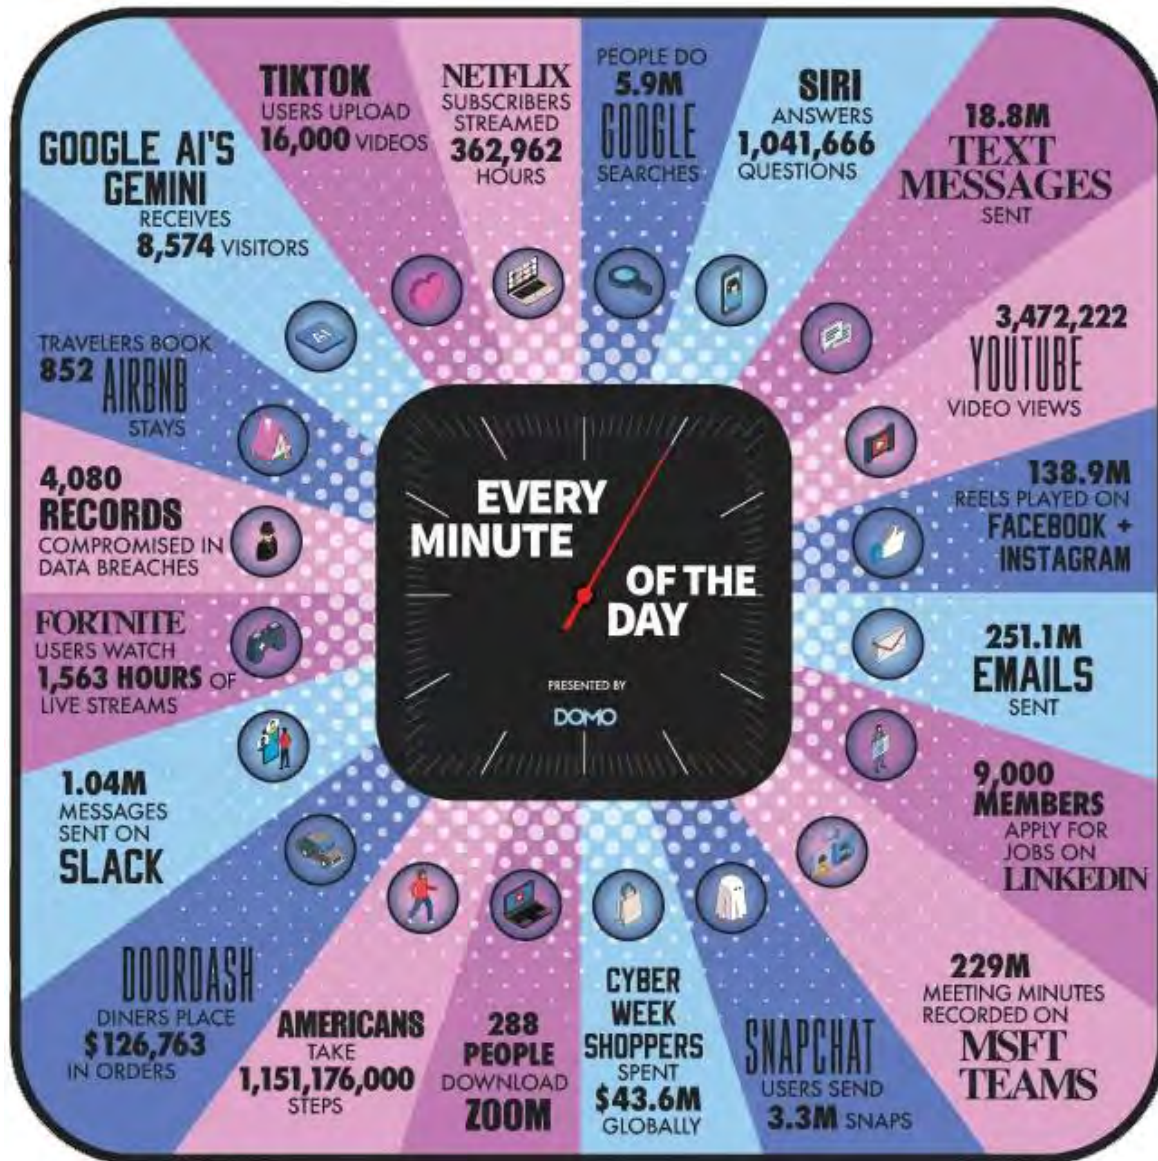 TIKTOK
USERS UPLOAD
16,000 VIDEOS
NETFLIX
SUBSCRIBERS
STREAMED
362,962
HOURS
PEOPLE DO
5.9M
GOOGLE
SEARCHES
SIRI
ANSWERS
1,041,666
QUESTIONS
18.8M
TEXT
MESSAGES
SENT
3,472,222
YOUTUBE
VIDEO VIEWS
138.9M
REELS PLAYED ON
FACEBOOK +
INSTAGRAM
251.1M
EMAILS
SENT
9,000
MEMBERS
APPLY FOR
JOBS ON
LINKEDIN
229M
MEETING MINUTES
RECORDED ON
MSFT
TEAMS
SNAPCHAT
USERS SEND
3.3M SNAPS
CYBER
WEEK
SHOPPERS
SPENT
$43.6M
GLOBALLY
288
PEOPLE
DOWNLOAD
ZOOM
AMERICANS
TAKE
1,151,176,000
STEPS
DOORDASH
DINERS PLACE
$126,763
IN ORDERS
1.04M
MESSAGES
SENT ON
SLACK
FORTNITE
USERS WATCH
1,563 HOURS OF
LIVE STREAMS
4,080
RECORDS
COMPROMISED IN
DATA BREACHES
TRAVELERS BOOK
852 AIRBNB
STAYS
GOOGLE AI'S
GEMINI
RECEIVES
8,574 VISITORS
EVERY
MINUTE
OF THE
DAY
PRESENTED BY
DOMO